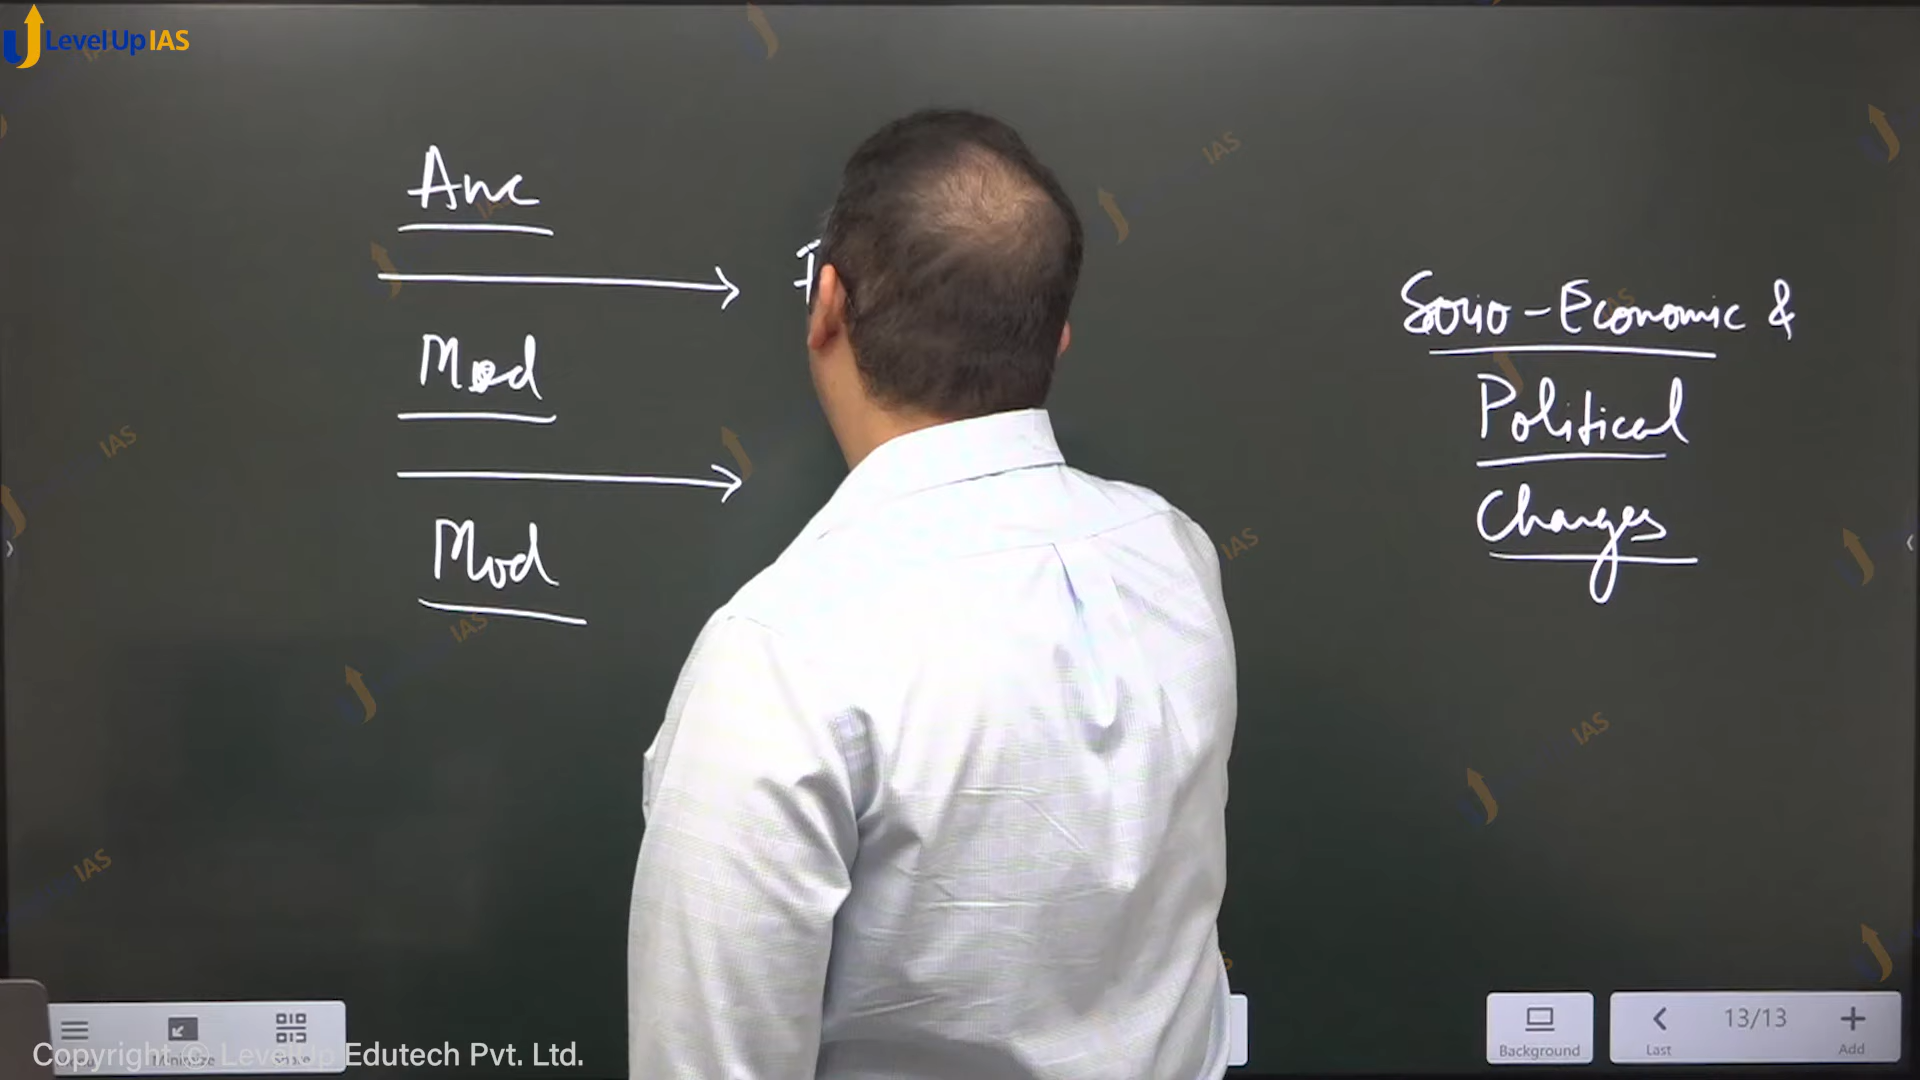 LevelUp IAS
Anc
Med
Mod
Socio-Economic &
Political
Changes
Background
13/13
Last
Add
Copyright © LevelUp Edutech Pvt. Ltd.